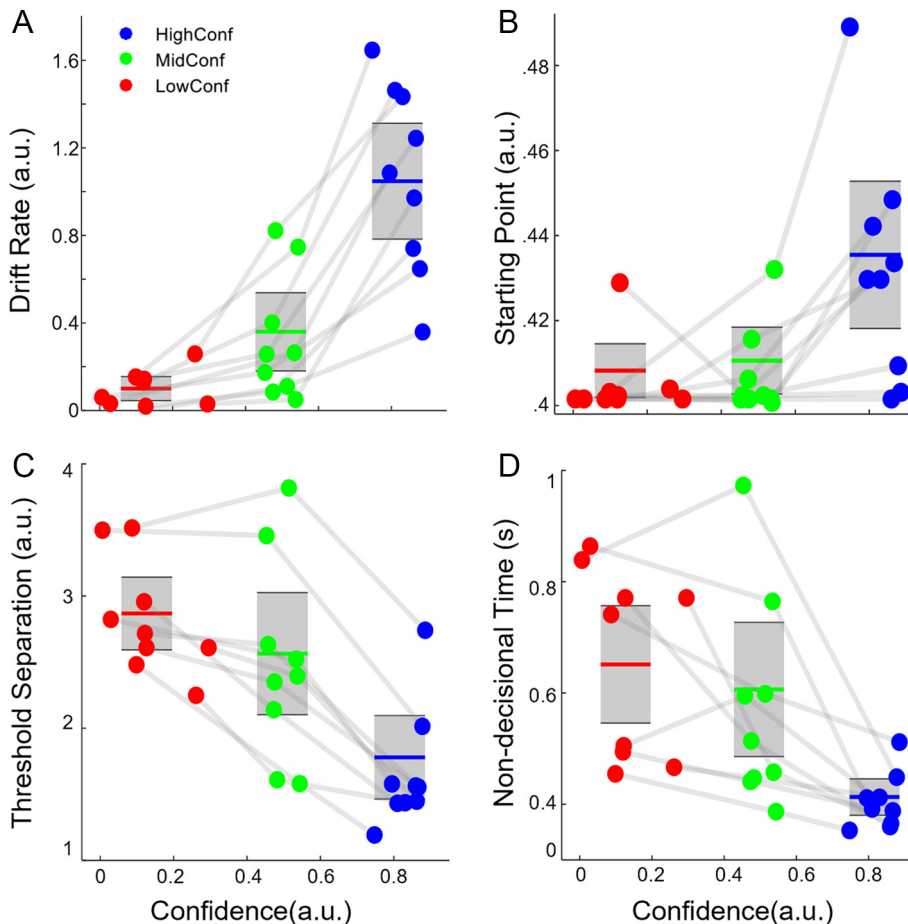 A
HighConf
MidConf
LowConf
1.6
1.2
0.8
0.4
0
Drift Rate (a.u.)
B
.48
.46
.44
.42
.4
Starting Point (a.u.)
C
4
3
2
1
Threshold Separation (a.u.)
0
0.2
0.4
0.6
0.8
Confidence(a.u.)
D
1
0.8
0.6
0.4
0
Non-decisional Time (s)
0
0.2
0.4
0.6
0.8
Confidence(a.u.)